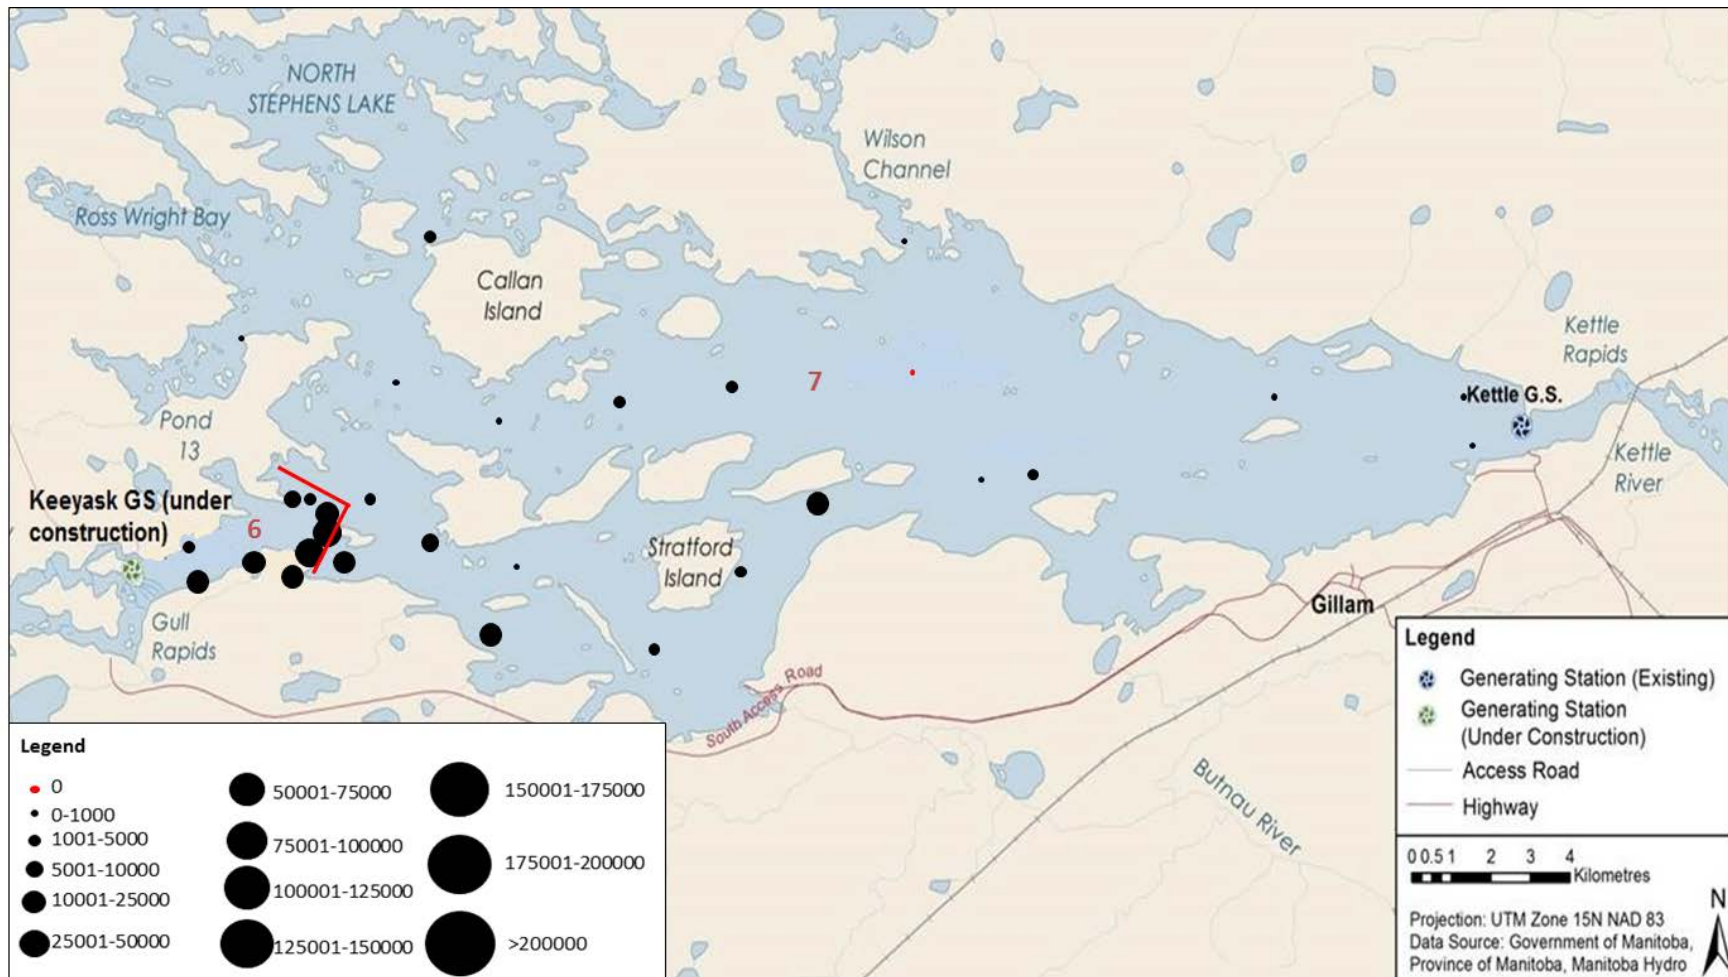 NORTH
STEPHENS LAKE
Wilson
Channel
Ross Wright Bay
Callan
Island
Kettle
Rapids
7
Kettle G.S.
Pond
13
Kettle
River
Keeyask GS (under
construction)
6
Stratford
Island
Gillam
Gull
Rapids
South Access Road
Butnau River
Legend
Generating Station (Existing)
Generating Station
(Under Construction)
Access Road
Highway
0 0.5 1 2 3 4
Kilometres
N
Projection: UTM Zone 15N NAD 83
Data Source: Government of Manitoba,
Province of Manitoba, Manitoba Hydro
Legend
0
0-1000
1001-5000
5001-10000
10001-25000
25001-50000
50001-75000
75001-100000
100001-125000
125001-150000
150001-175000
175001-200000
>200000